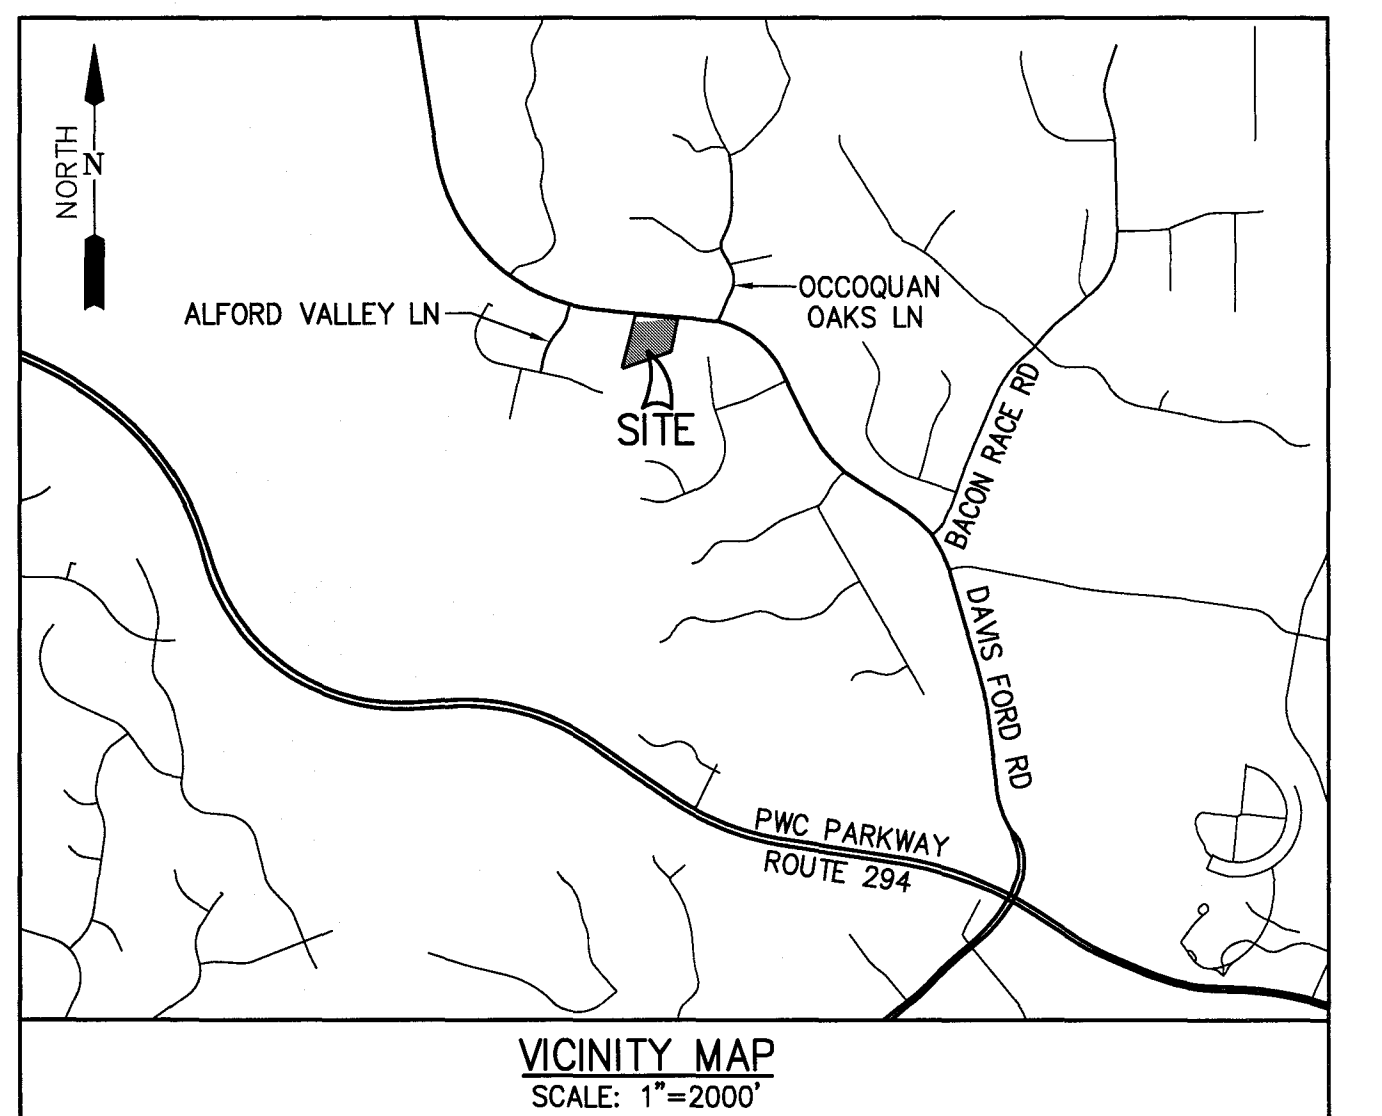 NORTH
N
ALFORD VALLEY LN
OCCOQUAN
OAKS LN
SITE
BACON RACE RD
DAVIS FORD RD
PWC PARKWAY
ROUTE 294
VICINITY MAP
SCALE: 1"=2000'